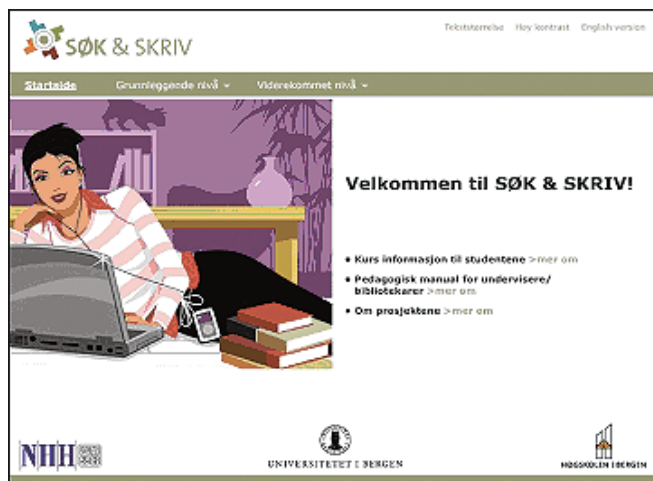 Tekststørrelse Høy kontrast English version
SØK & SKRIV
Startside Grunnleggende nivå Viderekommet nivå
Velkommen til SØK & SKRIV!
• Kurs informasjon til studentene >mer om
• Pedagogisk manual for undervisere/
bibliotekarer >mer om
• Om prosjektene >mer om
NHH
UNIVERSITETET I BERGEN
HØGSKOLEN I BERGEN